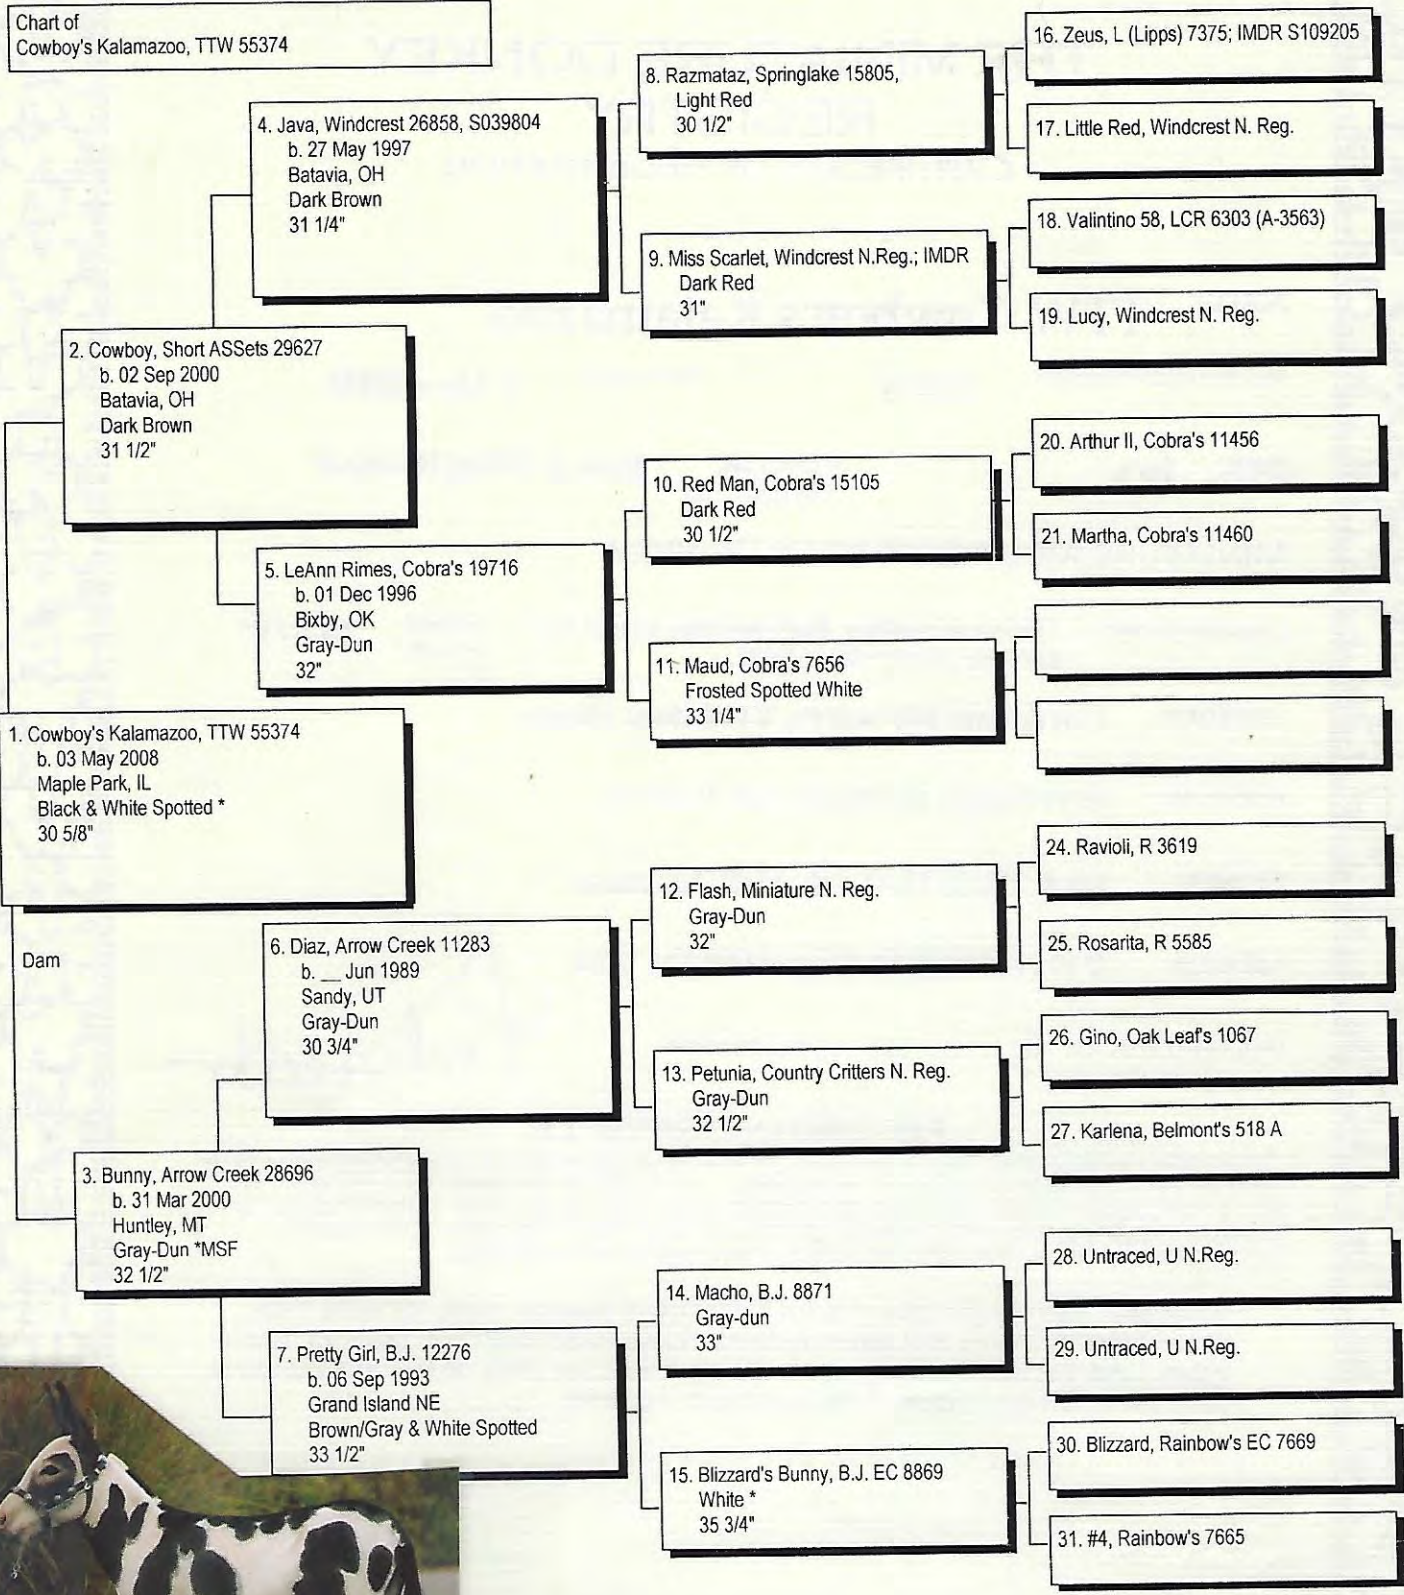 Chart of
Cowboy's Kalamazoo, TTW 55374
16. Zeus, L (Lipps) 7375; IMDR S109205
8. Razmataz, Springlake 15805,
Light Red
30 1/2"
17. Little Red, Windcrest N. Reg.
4. Java, Windcrest 26858, S039804
b. 27 May 1997
Batavia, OH
Dark Brown
31 1/4"
18. Valintino 58, LCR 6303 (A-3563)
9. Miss Scarlet, Windcrest N.Reg.; IMDR
Dark Red
31"
19. Lucy, Windcrest N. Reg.
2. Cowboy, Short ASSets 29627
b. 02 Sep 2000
Batavia, OH
Dark Brown
31 1/2"
20. Arthur II, Cobra's 11456
10. Red Man, Cobra's 15105
Dark Red
30 1/2"
21. Martha, Cobra's 11460
5. LeAnn Rimes, Cobra's 19716
b. 01 Dec 1996
Bixby, OK
Gray-Dun
32"
11. Maud, Cobra's 7656
Frosted Spotted White
33 1/4"
1. Cowboy's Kalamazoo, TTW 55374
b. 03 May 2008
Maple Park, IL
Black & White Spotted *
30 5/8"
24. Ravioli, R 3619
12. Flash, Miniature N. Reg.
Gray-Dun
32"
25. Rosarita, R 5585
Dam
6. Diaz, Arrow Creek 11283
b. __ Jun 1989
Sandy, UT
Gray-Dun
30 3/4"
26. Gino, Oak Leaf's 1067
13. Petunia, Country Critters N. Reg.
Gray-Dun
32 1/2"
27. Karlena, Belmont's 518 A
3. Bunny, Arrow Creek 28696
b. 31 Mar 2000
Huntley, MT
Gray-Dun *MSF
32 1/2"
28. Untraced, U N.Reg.
14. Macho, B.J. 8871
Gray-dun
33"
29. Untraced, U N.Reg.
7. Pretty Girl, B.J. 12276
b. 06 Sep 1993
Grand Island NE
Brown/Gray & White Spotted
33 1/2"
30. Blizzard, Rainbow's EC 7669
15. Blizzard's Bunny, B.J. EC 8869
White *
35 3/4"
31. #4, Rainbow's 7665